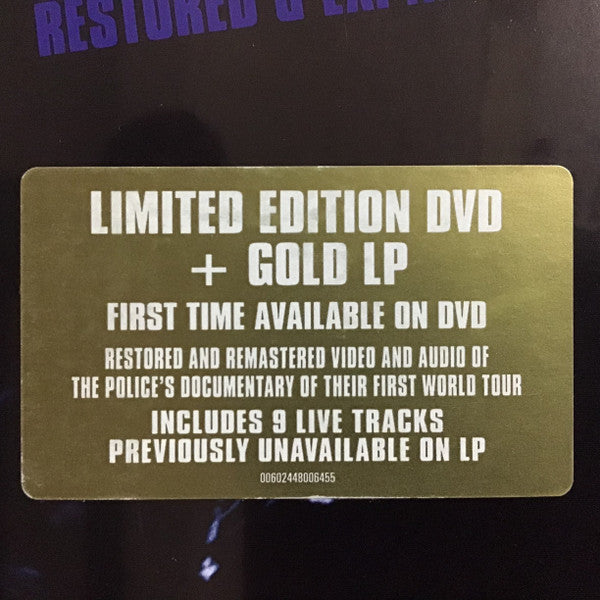 RESTORED &
LIMITED EDITION DVD
+ GOLD LP
FIRST TIME AVAILABLE ON DVD
RESTORED AND REMASTERED VIDEO AND AUDIO OF
THE POLICE'S DOCUMENTARY OF THEIR FIRST WORLD TOUR
INCLUDES 9 LIVE TRACKS
PREVIOUSLY UNAVAILABLE ON LP
00602448006455